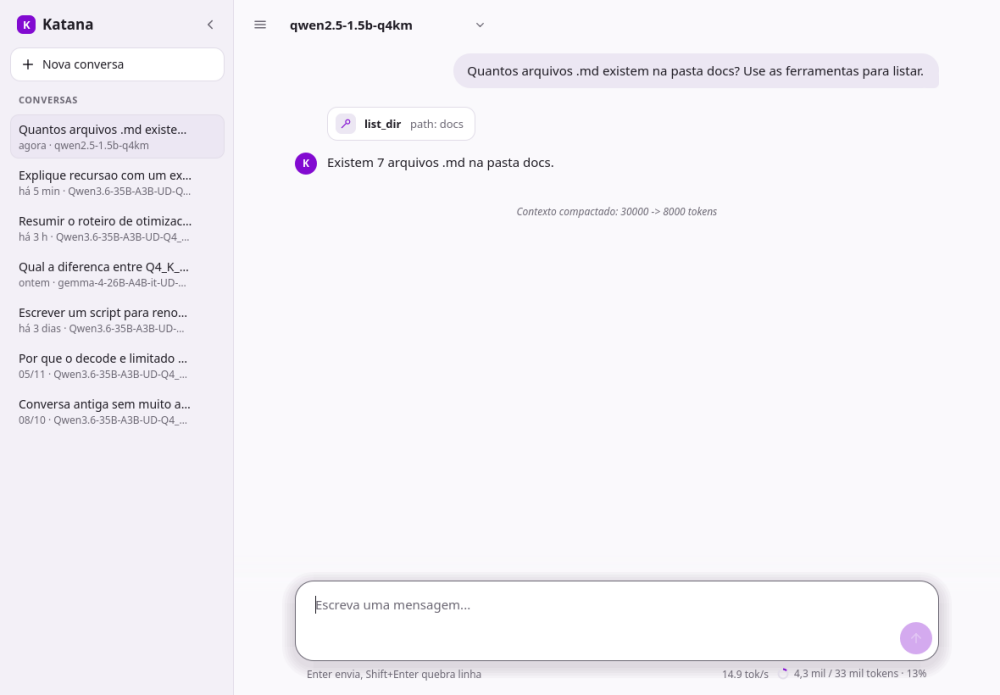 K Katana
Nova conversa
CONVERSAS
Quantos arquivos .md existe...
agora · qwen2.5-1.5b-q4km
Explique recursao com um ex...
há 5 min · Qwen3.6-35B-A3B-UD-Q...
Resumir o roteiro de otimizac...
há 3 h · Qwen3.6-35B-A3B-UD-Q4_...
Qual a diferenca entre Q4_K_...
ontem · gemma-4-26B-A4B-it-UD-...
Escrever um script para reno...
há 3 dias · Qwen3.6-35B-A3B-UD-...
Por que o decode e limitado ...
05/11 · Qwen3.6-35B-A3B-UD-Q4_...
Conversa antiga sem muito a...
08/10 · Qwen3.6-35B-A3B-UD-Q4_...
qwen2.5-1.5b-q4km
Quantos arquivos .md existem na pasta docs? Use as ferramentas para listar.
list_dir path: docs
K Existem 7 arquivos .md na pasta docs.
Contexto compactado: 30000 -> 8000 tokens
Escreva uma mensagem...
Enter envia, Shift+Enter quebra linha
14.9 tok/s 4,3 mil / 33 mil tokens · 13%